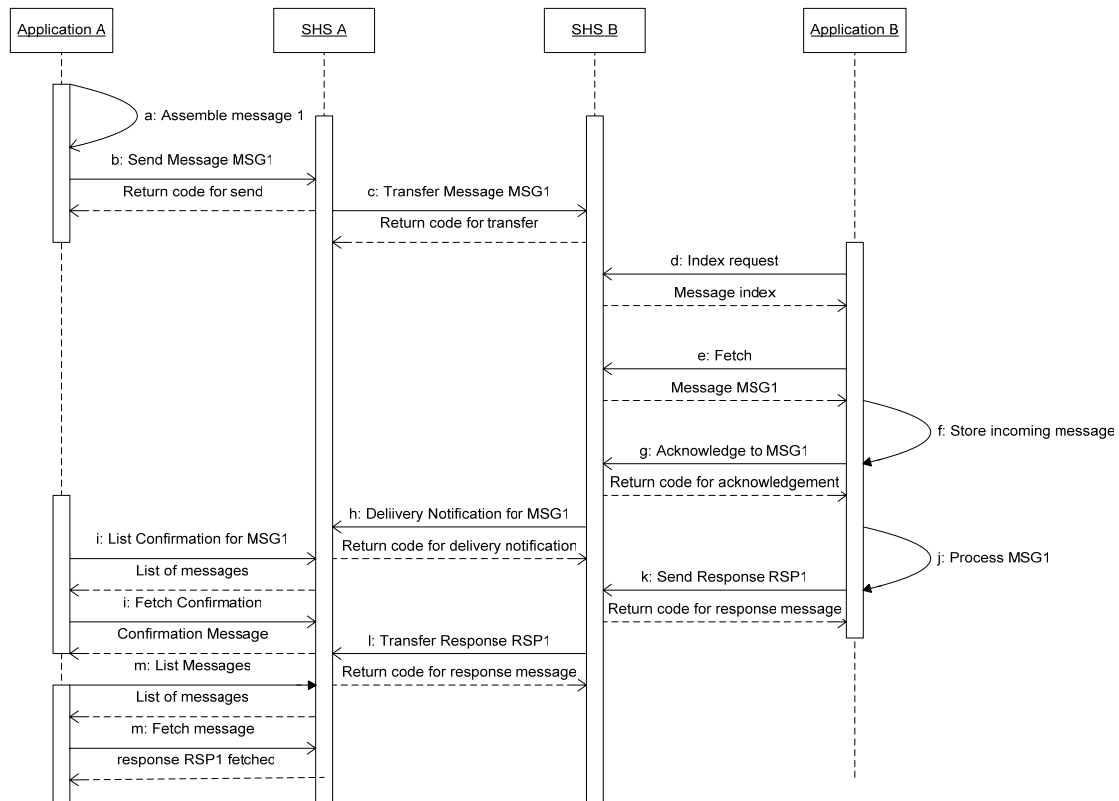 Application A
SHS A
SHS B
Application B
a: Assemble message 1
b: Send Message MSG1
Return code for send
c: Transfer Message MSG1
Return code for transfer
d: Index request
Message index
e: Fetch
Message MSG1
f: Store incoming message
g: Acknowledge to MSG1
Return code for acknowledgement
h: Deliivery Notification for MSG1
i: List Confirmation for MSG1
Return code for delivery notification
j: Process MSG1
List of messages
k: Send Response RSP1
i: Fetch Confirmation
Return code for response message
Confirmation Message
l: Transfer Response RSP1
m: List Messages
Return code for response message
List of messages
m: Fetch message
response RSP1 fetched